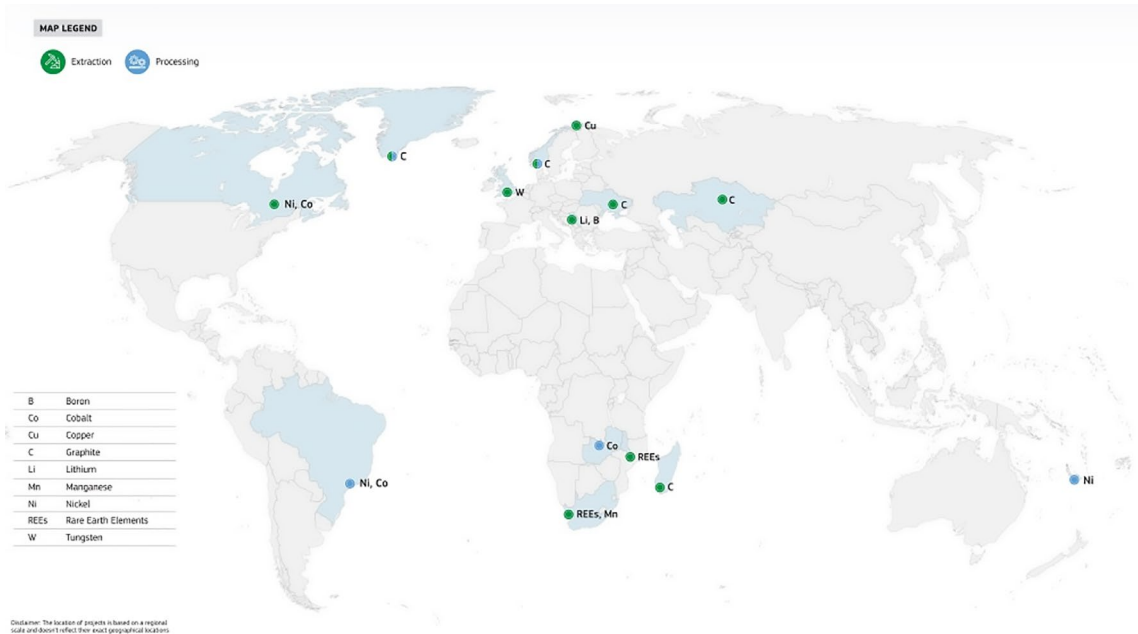 MAP LEGEND
Extraction Processing
Cu
C
C
W
Ni, Co
C
C
Li, B
B Boron
Co Cobalt
Cu Copper
C Graphite
Li Lithium
Mn Manganese
Ni Nickel
REEs Rare Earth Elements
W Tungsten
Co
REEs
Ni, Co
C
Ni
REEs, Mn
Disclaimer: The location of projects is based on a regional
scale and doesn't reflect their exact geographical locations